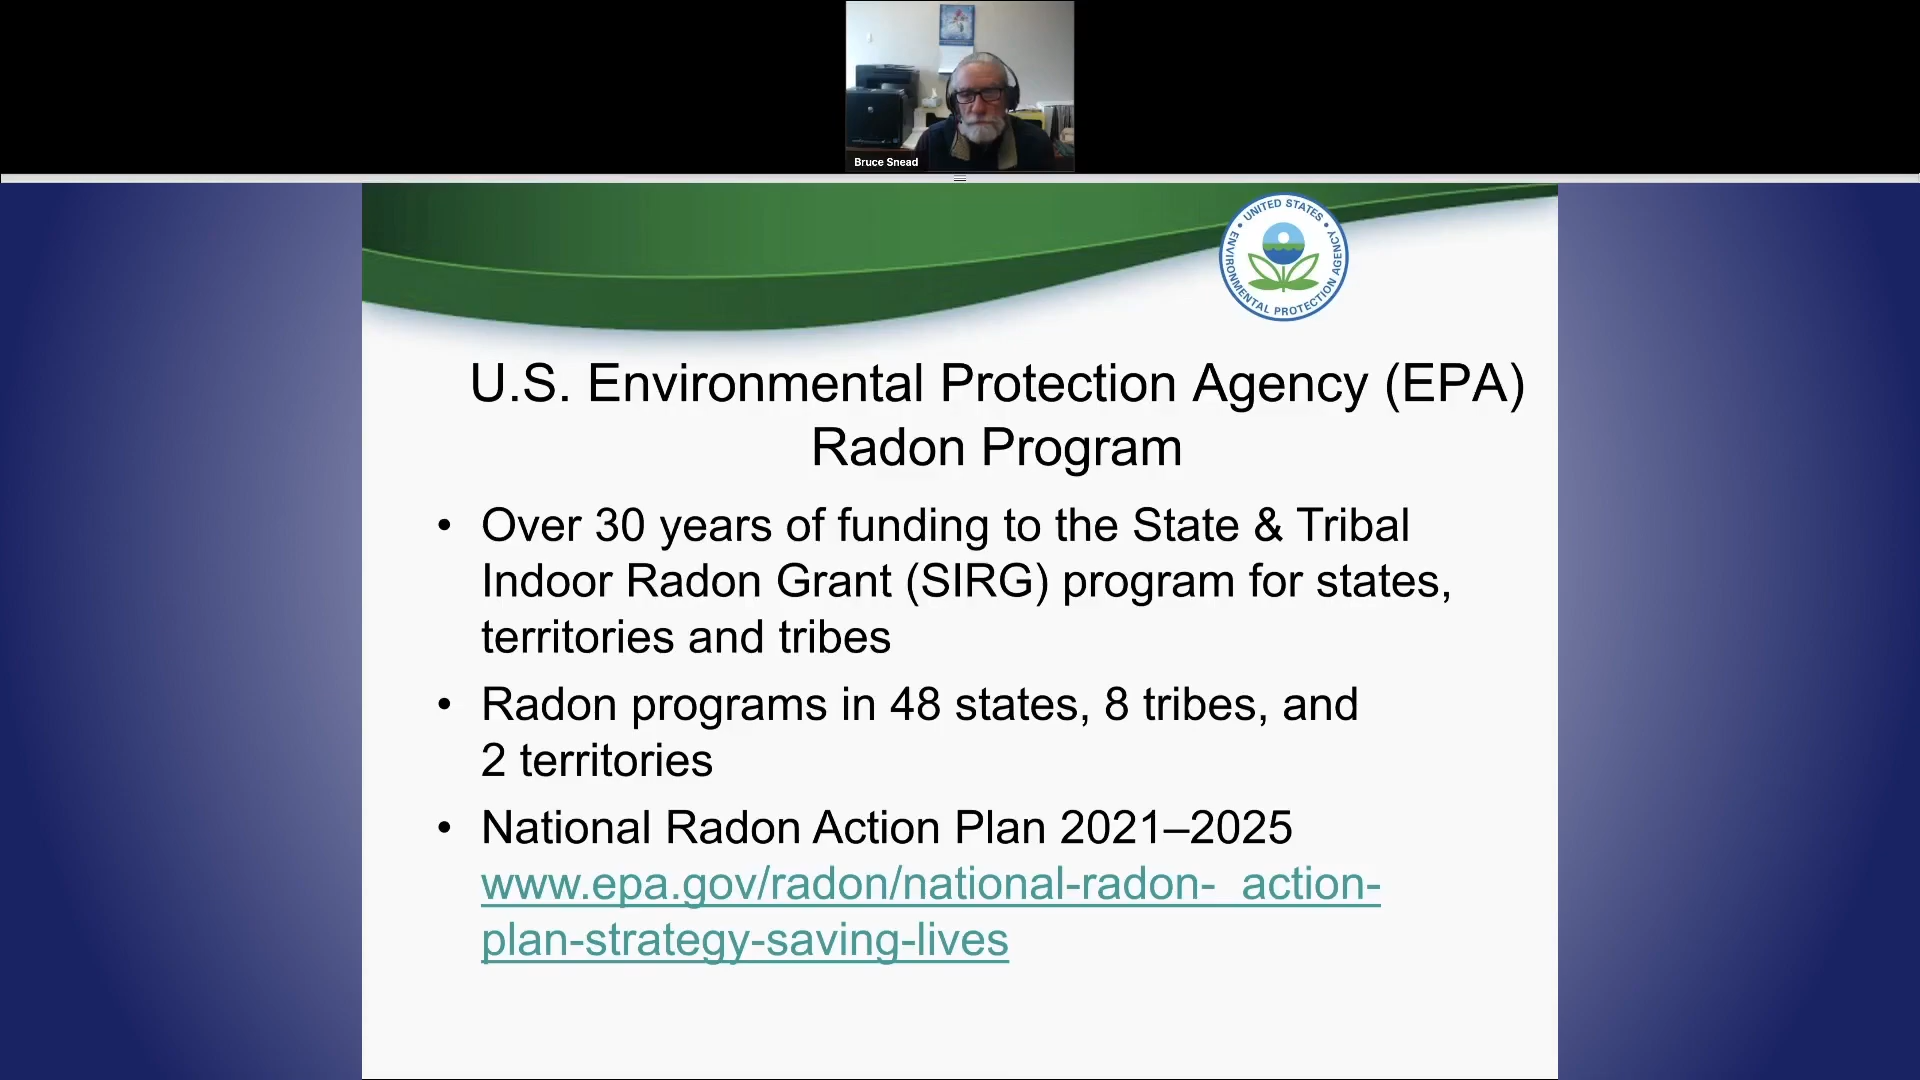 Bruce Snead
UNITED STATES
ENVIRONMENTAL PROTECTION AGENCY
U.S. Environmental Protection Agency (EPA)
Radon Program
• Over 30 years of funding to the State & Tribal
Indoor Radon Grant (SIRG) program for states,
territories and tribes
• Radon programs in 48 states, 8 tribes, and
2 territories
• National Radon Action Plan 2021–2025
www.epa.gov/radon/national-radon- action-
plan-strategy-saving-lives